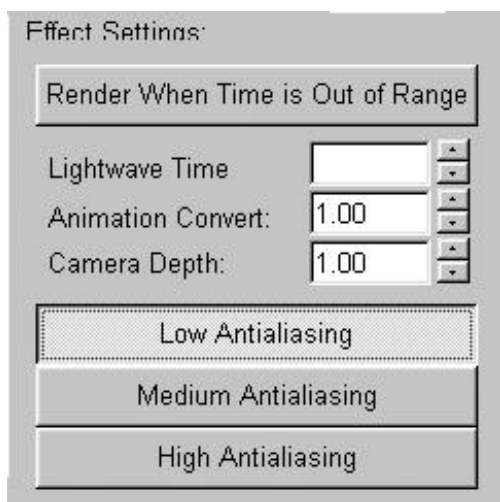 Effect Settings:
Render When Time is Out of Range
Lightwave Time
Animation Convert: 1.00
Camera Depth: 1.00
Low Antialiasing
Medium Antialiasing
High Antialiasing